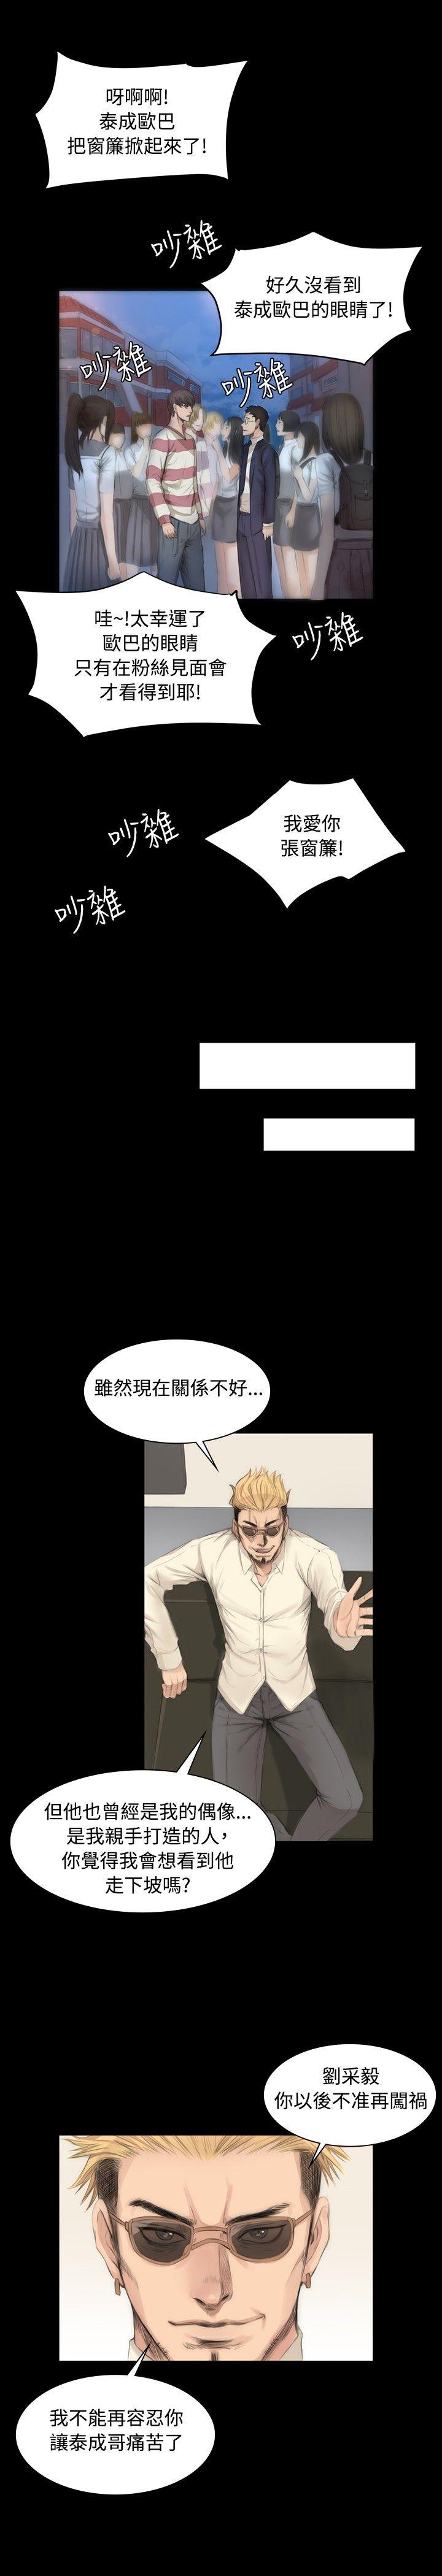 呀啊啊!
泰成歐巴
把窗簾掀起來了!
吵雜
好久沒看到
泰成歐巴的眼睛了!
吵雜
吵雜
哇~!太幸運了
歐巴的眼睛
只有在粉絲見面會
才看得到耶!
吵雜
我愛你
張窗簾!
吵雜
吵雜
雖然現在關係不好...
但他也曾經是我的偶像...
是我親手打造的人,
你覺得我會想看到他
走下坡嗎?
劉采毅
你以後不准再闖禍
我不能再容忍你
讓泰成哥痛苦了